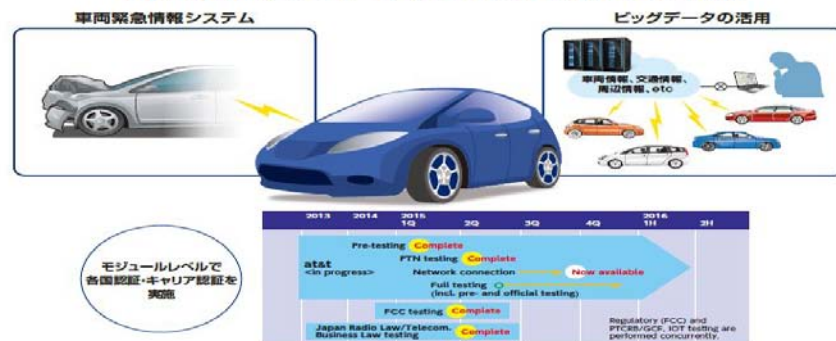 車両緊急情報システム
ビッグデータの活用
車両情報、交通情報、
周辺情報、etc
モジュールレベルで
各国認証・キャリア認証を
実施
2013
2014
2015
1Q
2Q
3Q
4Q
2016
1H
2H
Pre-testing Complete
at&t
<in progress>
PTN testing Complete
Network connection Now available
Full testing
(incl. pre- and official testing)
FCC testing Complete
Japan Radio Law/Telecom.
Business Law testing Complete
Regulatory (FCC) and
PTCRB/GCF, IOT testing are
performed concurrently.